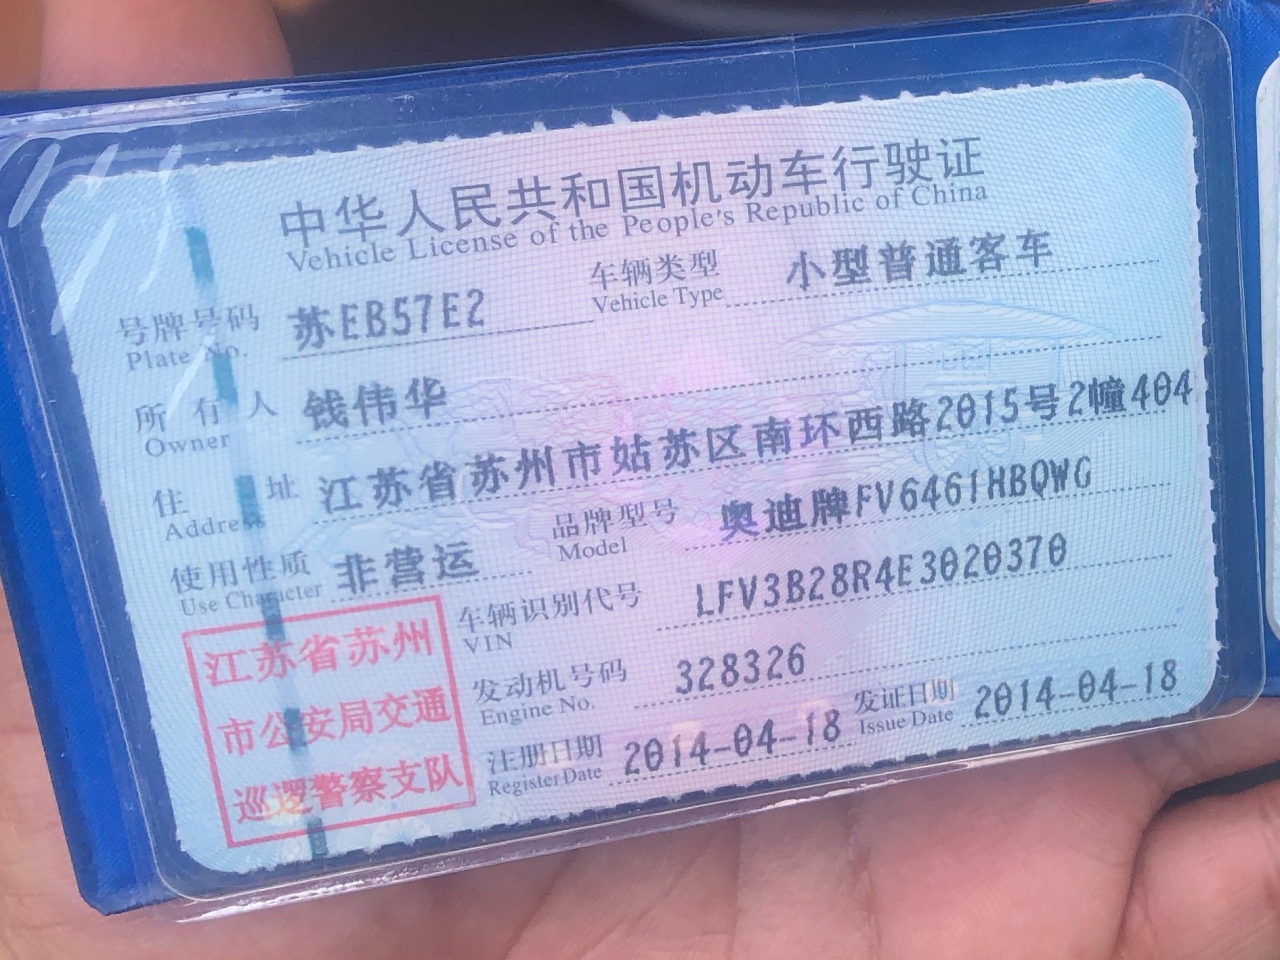 中华人民共和国机动车行驶证
Vehicle License of the People's Republic of China
号牌号码 苏EB57E2 车辆类型 小型普通客车
Plate No. Vehicle Type
所有人 钱伟华
Owner
住址 江苏省苏州市姑苏区南环西路2015号2幢404
Address
使用性质 非营运 品牌型号 奥迪牌FV6461HBQWG
Use Character Model
江苏省苏州
市公安局交通
巡逻警察支队
车辆识别代号 LFV3B28R4E3020370
VIN
发动机号码 328326
Engine No.
注册日期 2014-04-18 发证日期 2014-04-18
Register Date Issue Date